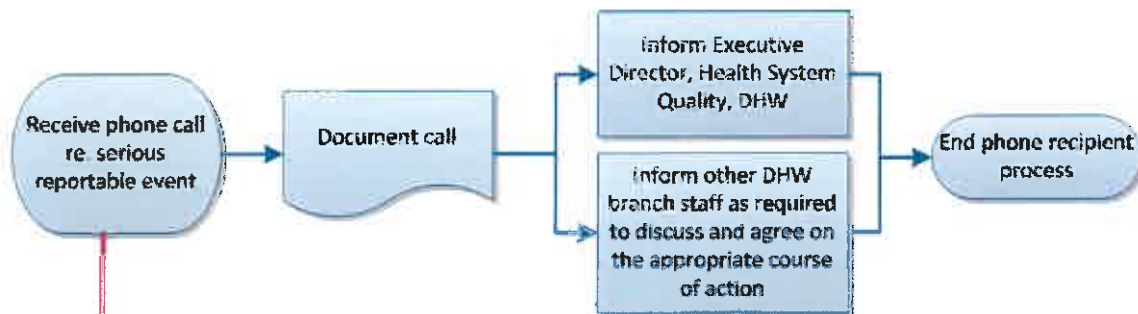 Receive phone call
re. serious
reportable event
Document call
Inform Executive
Director, Health System
Quality, DHW
Inform other DHW
branch staff as required
to discuss and agree on
the appropriate course
of action
End phone recipient
process